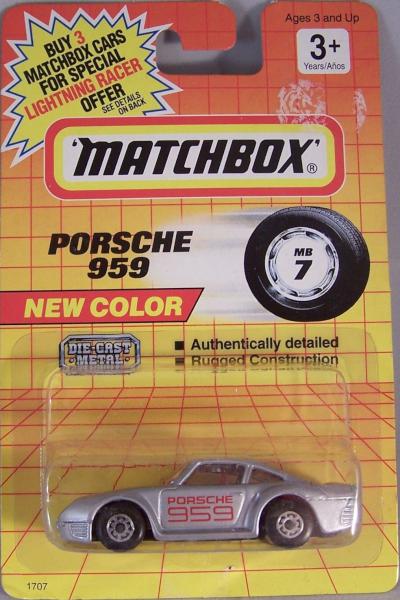 Ages 3 and Up
3+
Years/Años
BUY 3
MATCHBOX CARS
FOR SPECIAL
LIGHTNING RACER
OFFER
SEE DETAILS
ON BACK
'MATCHBOX'®
PORSCHE
959
MB
7
NEW COLOR
DIE-CAST
METAL
■ Authentically detailed
■ Rugged Construction
PORSCHE
959
1707